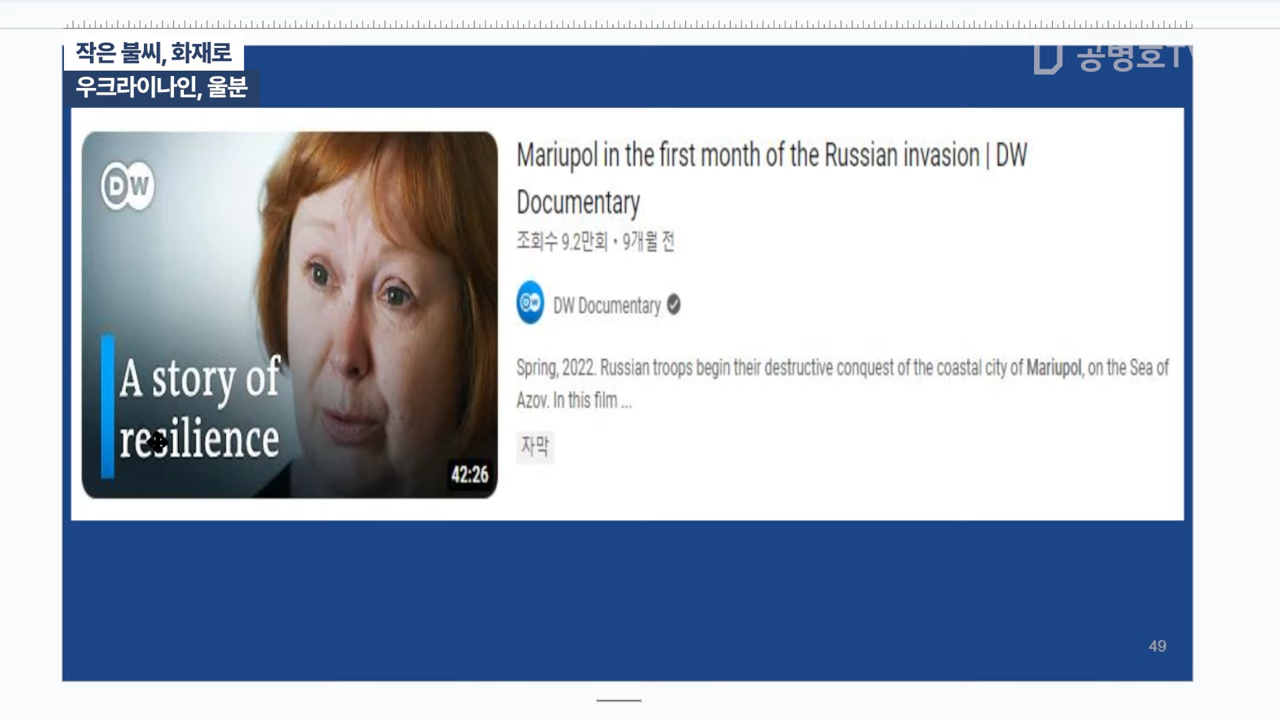 작은 불씨, 화재로
우크라이나인, 울분
공병호TV
DW
A story of
resilience
42:26
Mariupol in the first month of the Russian invasion | DW
Documentary
조회수 9.2만회 • 9개월 전
DW Documentary
Spring, 2022. Russian troops begin their destructive conquest of the coastal city of Mariupol, on the Sea of
Azov. In this film ...
자막
49